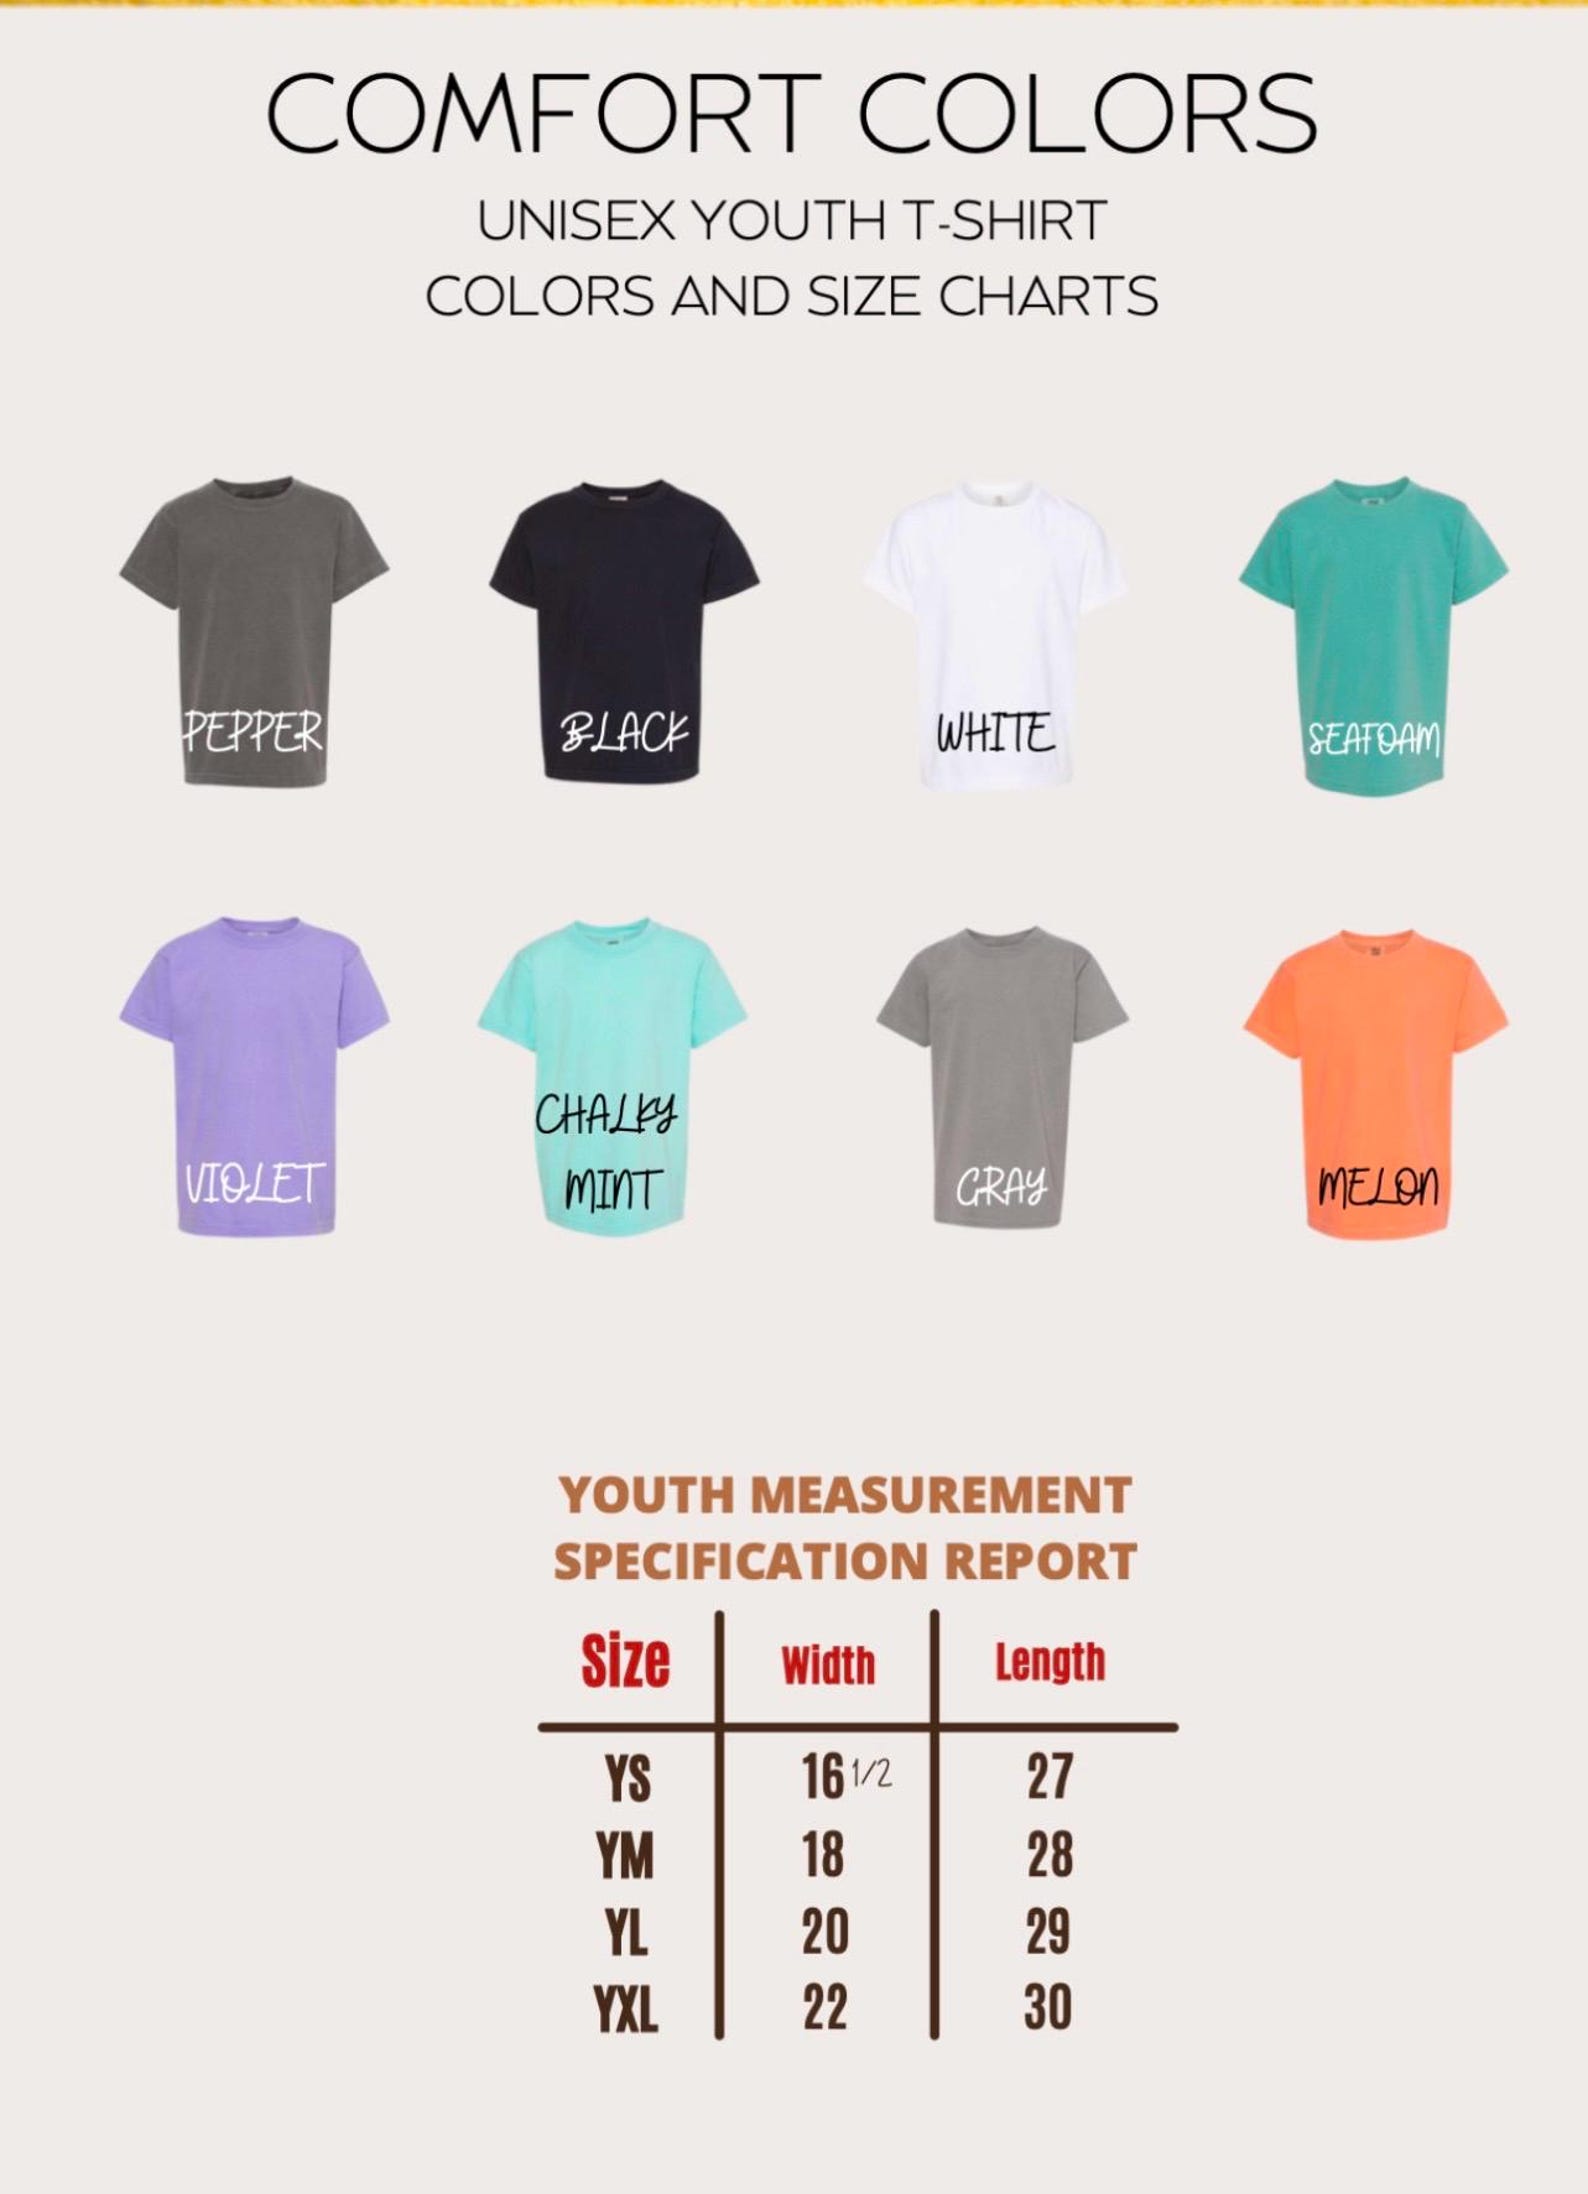 COMFORT COLORS
UNISEX YOUTH T-SHIRT
COLORS AND SIZE CHARTS
PEPPER
BLACK
WHITE
SEAFOAM
VIOLET
CHALKY
MINT
GRAY
MELON
YOUTH MEASUREMENT
SPECIFICATION REPORT
Size Width Length
YS 16 1/2 27
YM 18 28
YL 20 29
YXL 22 30